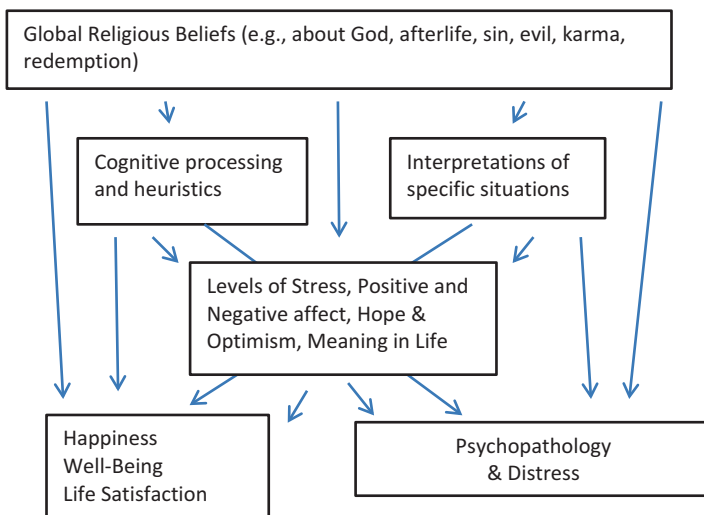 Global Religious Beliefs (e.g., about God, afterlife, sin, evil, karma,
redemption)
Cognitive processing
and heuristics
Interpretations of
specific situations
Levels of Stress, Positive and
Negative affect, Hope &
Optimism, Meaning in Life
Happiness
Well-Being
Life Satisfaction
Psychopathology
& Distress